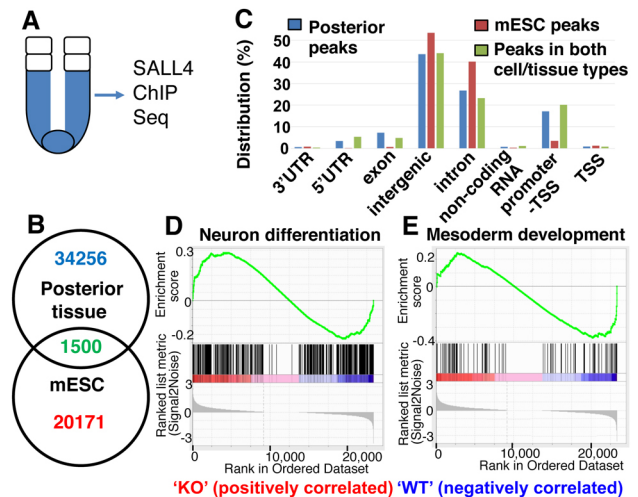 A
SALL4
ChIP
Seq
B
34256
Posterior
tissue
1500
mESC
20171
C
Distribution (%)
50
40
30
20
10
0
Posterior
peaks
mESC peaks
Peaks in both
cell/tissue types
3'UTR
5'UTR
exon
intergenic
intron
non-coding
RNA
promoter
-TSS
TSS
D
Neuron differentiation
Enrichment
score
0.3
0
-0.2
Ranked list metric
(Signal2Noise)
3
0
-3
0
10,000
20,000
E
Mesoderm development
Enrichment
score
0.2
0
-0.4
Ranked list metric
(Signal2Noise)
3
0
-3
0
10,000
20,000
Rank in Ordered Dataset
Rank in Ordered Dataset
'KO' (positively correlated) 'WT' (negatively correlated)